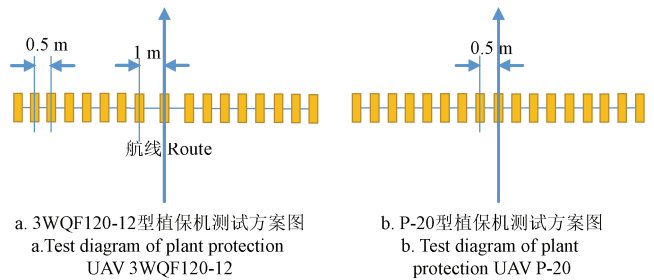 0.5 m
1 m
航线 Route
a. 3WQF120-12型植保机测试方案图
a.Test diagram of plant protection
UAV 3WQF120-12
0.5 m
b. P-20型植保机测试方案图
b. Test diagram of plant
protection UAV P-20